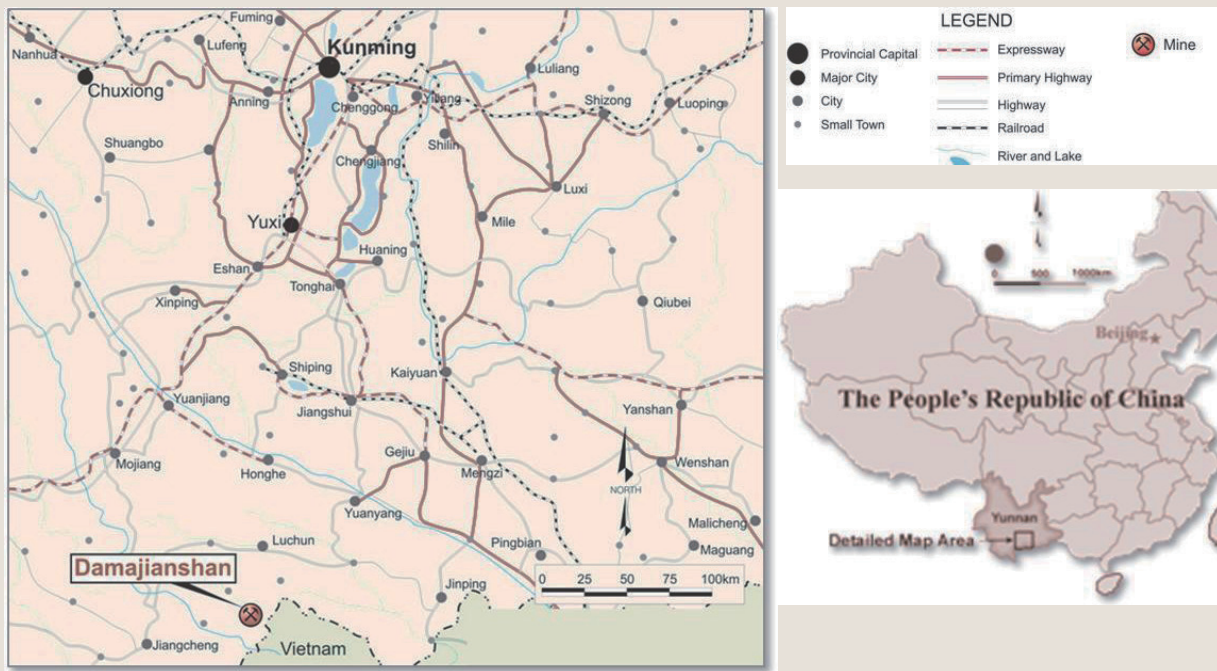 Fuming
Nanhua
Lufeng
Kunming
Luliang
Chuxiong
Anning
Chenggong
Yiliang
Shizong
Luoping
Shuangbo
Shilin
Chengjiang
Luxi
Yuxi
Mile
Huaning
Eshan
Tonghai
Xinping
Qiubei
Shiping
Kaiyuan
Yuanjiang
Jiangshui
Yanshan
Mojiang
Gejiu
Honghe
Mengzi
Wenshan
NORTH
Yuanyang
Malicheng
Luchun
Pingbian
Maguang
Damajianshan
0 25 50 75 100km
Jinping
Jiangcheng
Vietnam
LEGEND
Provincial Capital
Major City
City
Small Town
Expressway
Primary Highway
Highway
Railroad
River and Lake
Mine
0 500 1000km
Beijing
The People's Republic of China
Yunnan
Detailed Map Area